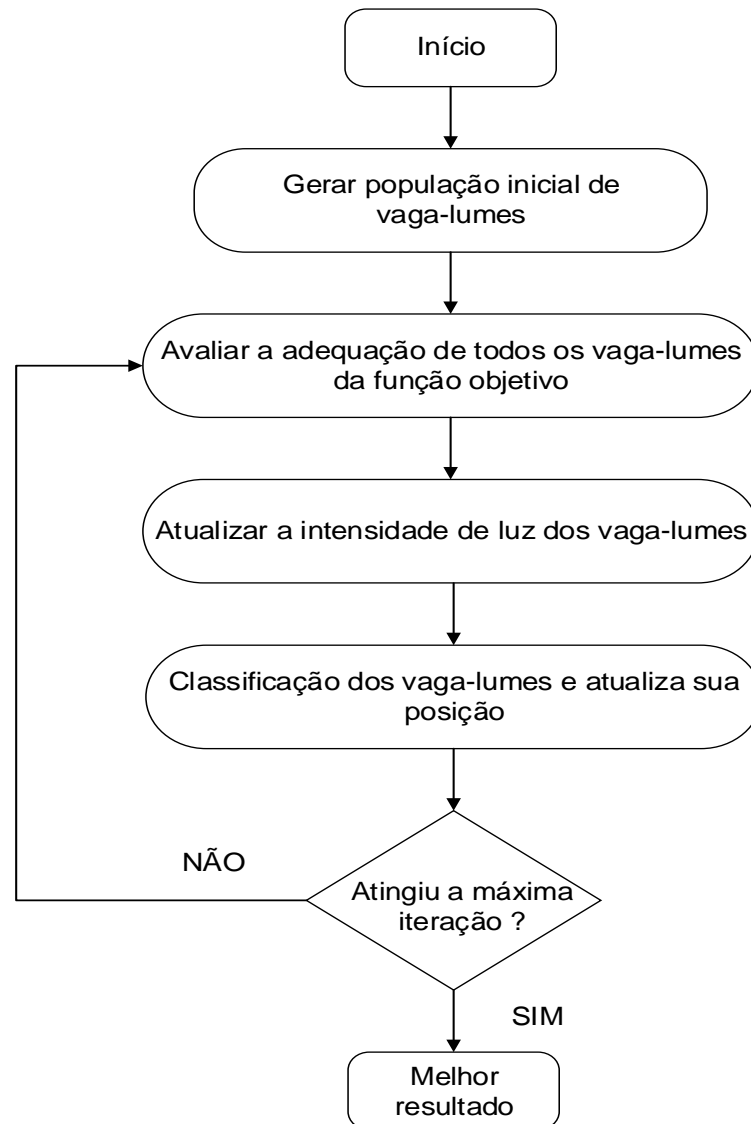 Início
Gerar população inicial de
vaga-lumes
Avaliar a adequação de todos os vaga-lumes
da função objetivo
Atualizar a intensidade de luz dos vaga-lumes
Classificação dos vaga-lumes e atualiza sua
posição
NÃO
Atingiu a máxima
iteração ?
SIM
Melhor
resultado